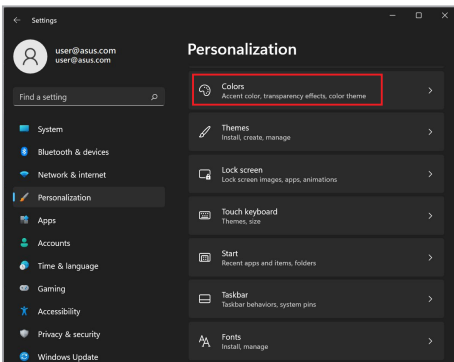 Settings
user@asus.com
user@asus.com
Find a setting
System
Bluetooth & devices
Network & internet
Personalization
Apps
Accounts
Time & language
Gaming
Accessibility
Privacy & security
Windows Update
Personalization
Colors
Accent color, transparency effects, color theme
Themes
Install, create, manage
Lock screen
Lock screen images, apps, animations
Touch keyboard
Themes, size
Start
Recent apps and items, folders
Taskbar
Taskbar behaviors, system pins
Fonts
Install, manage